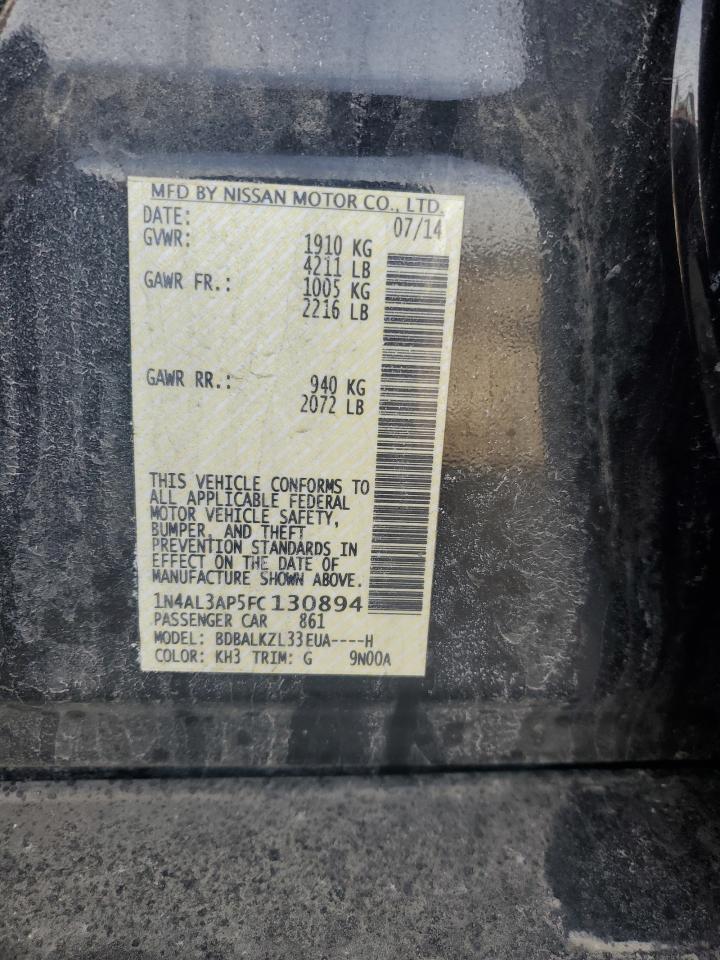 MFD BY NISSAN MOTOR CO., LTD.
DATE: 07/14
GVWR: 1910 KG
4211 LB
GAWR FR.: 1005 KG
2216 LB
GAWR RR.: 940 KG
2072 LB
THIS VEHICLE CONFORMS TO
ALL APPLICABLE FEDERAL
MOTOR VEHICLE SAFETY,
BUMPER, AND THEFT
PREVENTION STANDARDS IN
EFFECT ON THE DATE OF
MANUFACTURE SHOWN ABOVE.
1N4AL3AP5FC130894
PASSENGER CAR 861
MODEL: BDBALKZL33EUA----H
COLOR: KH3 TRIM: G 9N00A